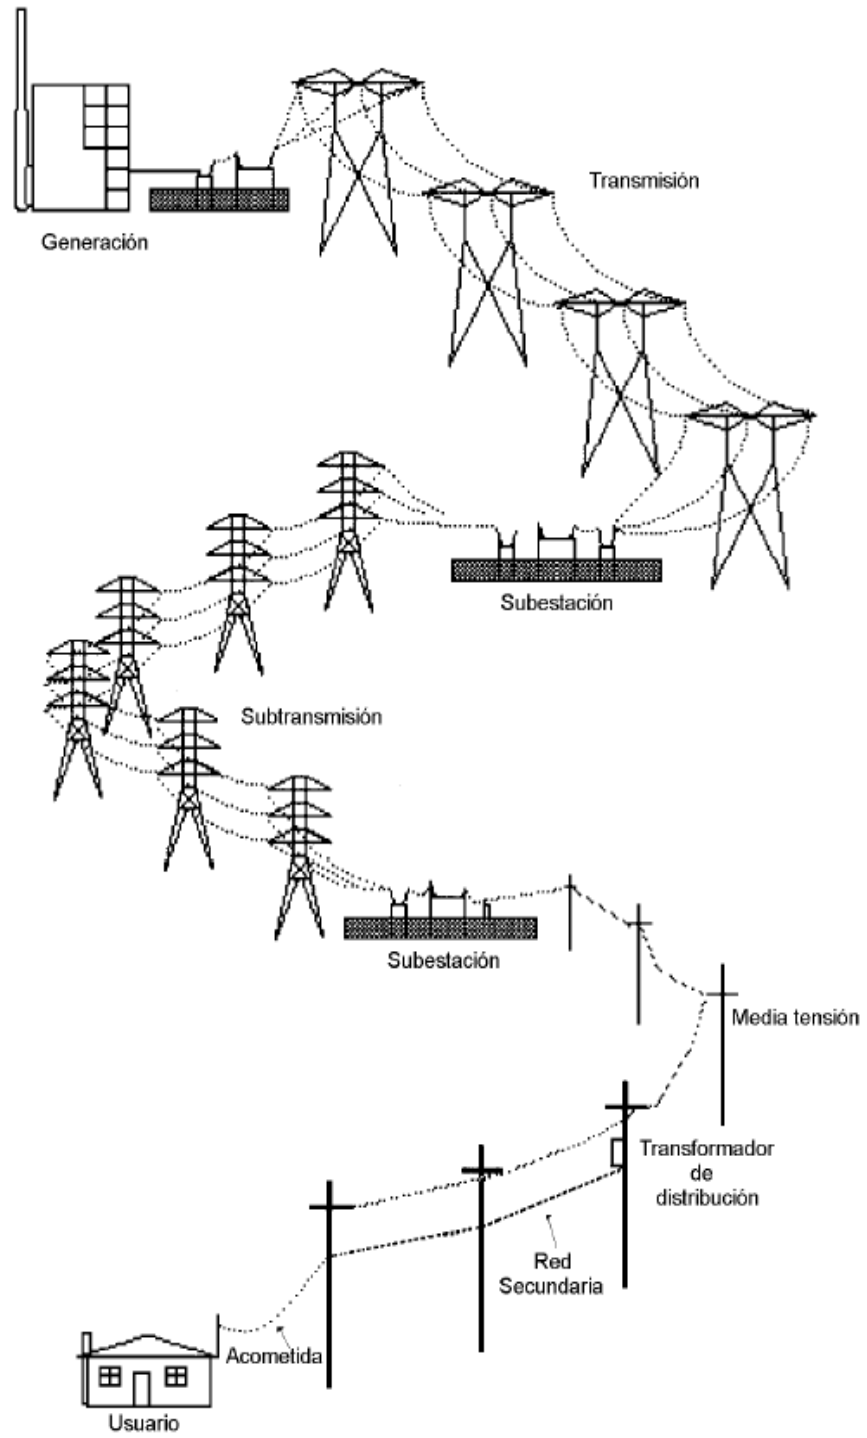 Generación
Transmisión
Subestación
Subtransmisión
Subestación
Media tensión
Transformador
de
distribución
Red
Secundaria
Acometida
Usuario